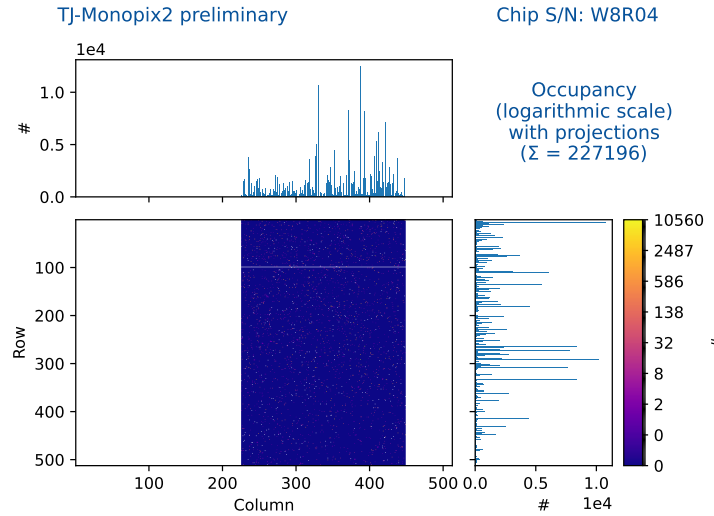 TJ-Monopix2 preliminary
Chip S/N: W8R04
1e4
#
1.0
0.5
0.0
Occupancy
(logarithmic scale)
with projections
(Σ = 227196)
Row
100
200
300
400
500
100 200 300 400 500
Column
0.0 0.5 1.0
#
1e4
10560
2487
586
138
32
8
2
0
0